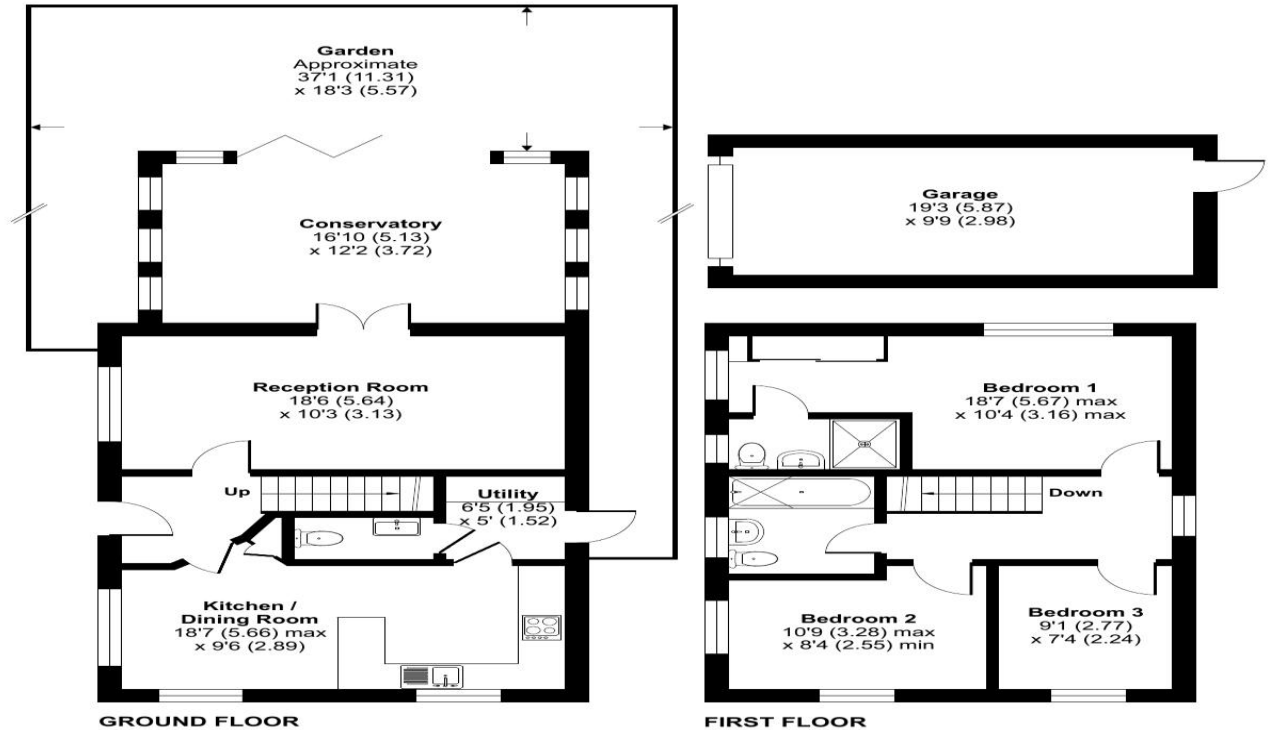 Garden
Approximate
37'1 (11.31)
x 18'3 (5.57)
Conservatory
16'10 (5.13)
x 12'2 (3.72)
Garage
19'3 (5.87)
x 9'9 (2.98)
Reception Room
18'6 (5.64)
x 10'3 (3.13)
Bedroom 1
18'7 (5.67) max
x 10'4 (3.16) max
Up
Utility
6'5 (1.95)
x 5' (1.52)
Down
Kitchen /
Dining Room
18'7 (5.66) max
x 9'6 (2.89)
Bedroom 2
10'9 (3.28) max
x 8'4 (2.55) min
Bedroom 3
9'1 (2.77)
x 7'4 (2.24)
GROUND FLOOR
FIRST FLOOR